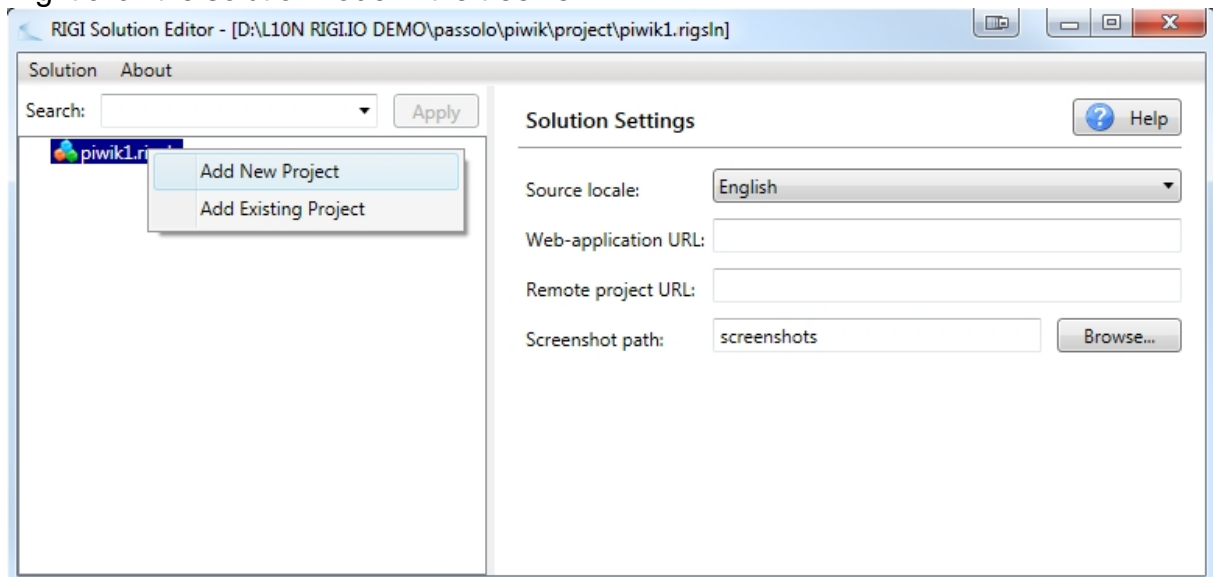 RIGI Solution Editor - [D:\L10N RIGI.IO DEMO\passolo\piwik\project\piwik1.rigsln]
Solution About
Search:
Apply
piwik1.ri
Add New Project
Add Existing Project
Solution Settings
Help
Source locale:
English
Web-application URL:
Remote project URL:
Screenshot path:
screenshots
Browse...